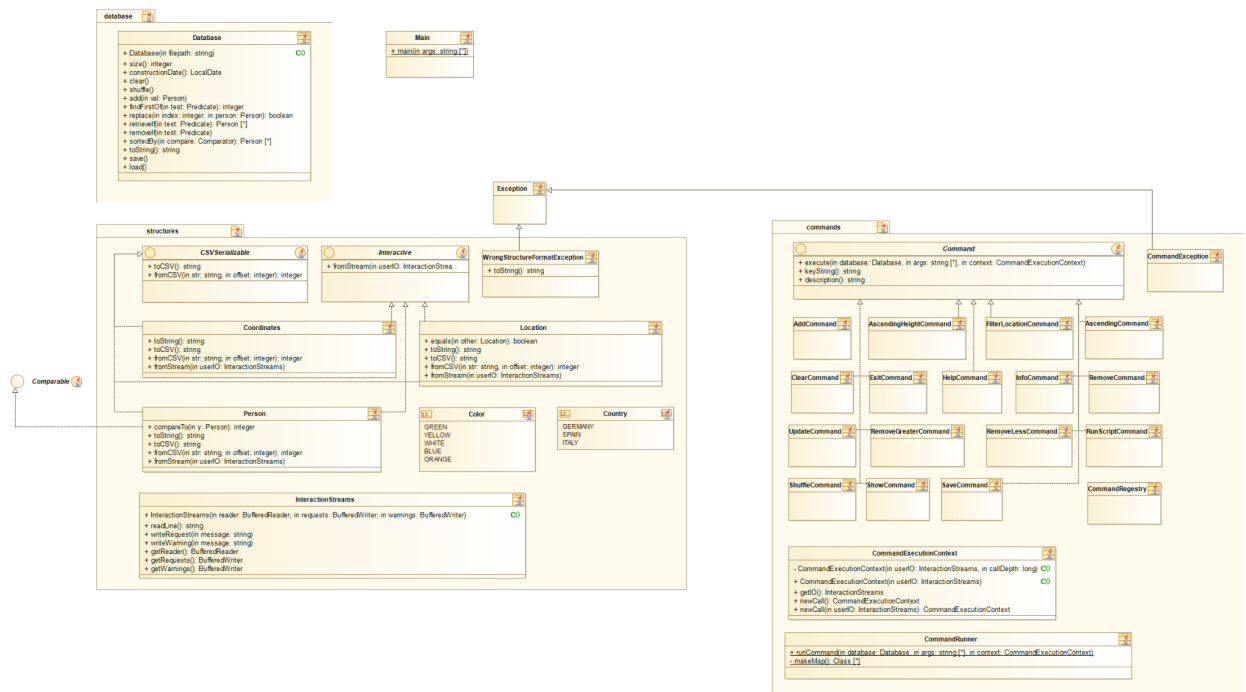 database
Database
+ Database(in filepath: string)
C()
+ size(): integer
+ constructionDate(): LocalDate
+ clear()
+ shuffle()
+ add(in val: Person)
+ findFirstOf(in test: Predicate): integer
+ replace(in index: integer, in person: Person): boolean
+ retrieveIf(in test: Predicate): Person [*]
+ removeIf(in test: Predicate)
+ sortedBy(in compare: Comparator): Person [*]
+ toString(): string
+ save()
+ load()
Main
+ main(in args: string [*])
Exception
structures
CSVSerializable
+ toCSV(): string
+ fromCSV(in str: string, in offset: integer): integer
Interactive
+ fromStream(in userIO: InteractionStrea...
WrongStructureFormatException
+ toString(): string
Coordinates
+ toString(): string
+ toCSV(): string
+ fromCSV(in str: string, in offset: integer): integer
+ fromStream(in userIO: InteractionStreams)
Location
+ equals(in other: Location): boolean
+ toString(): string
+ toCSV(): string
+ fromCSV(in str: string, in offset: integer): integer
+ fromStream(in userIO: InteractionStreams)
Comparable
Person
+ compareTo(in y: Person): integer
+ toString(): string
+ toCSV(): string
+ fromCSV(in str: string, in offset: integer): integer
+ fromStream(in userIO: InteractionStreams)
Color
GREEN
YELLOW
WHITE
BLUE
ORANGE
Country
GERMANY
SPAIN
ITALY
InteractionStreams
+ InteractionStreams(in reader: BufferedReader, in requests: BufferedWriter, in warnings: BufferedWriter)
C()
+ readLine(): string
+ writeRequest(in message: string)
+ writeWarning(in message: string)
+ getReader(): BufferedReader
+ getRequests(): BufferedWriter
+ getWarnings(): BufferedWriter
commands
Command
+ execute(in database: Database, in args: string [*], in context: CommandExecutionContext)
+ keyString(): string
+ description(): string
CommandException
AddCommand
AscendingHeightCommand
FilterLocationCommand
AscendingCommand
ClearCommand
ExitCommand
HelpCommand
InfoCommand
RemoveCommand
UpdateCommand
RemoveGreaterCommand
RemoveLessCommand
RunScriptCommand
ShuffleCommand
ShowCommand
SaveCommand
CommandRegestry
CommandExecutionContext
- CommandExecutionContext(in userIO: InteractionStreams, in callDepth: long)
C()
+ CommandExecutionContext(in userIO: InteractionStreams)
C()
+ getIO(): InteractionStreams
+ newCall(): CommandExecutionContext
+ newCall(in userIO: InteractionStreams): CommandExecutionContext
CommandRunner
+ runCommand(in database: Database, in args: string [*], in context: CommandExecutionContext)
- makeMap(): Class [*]